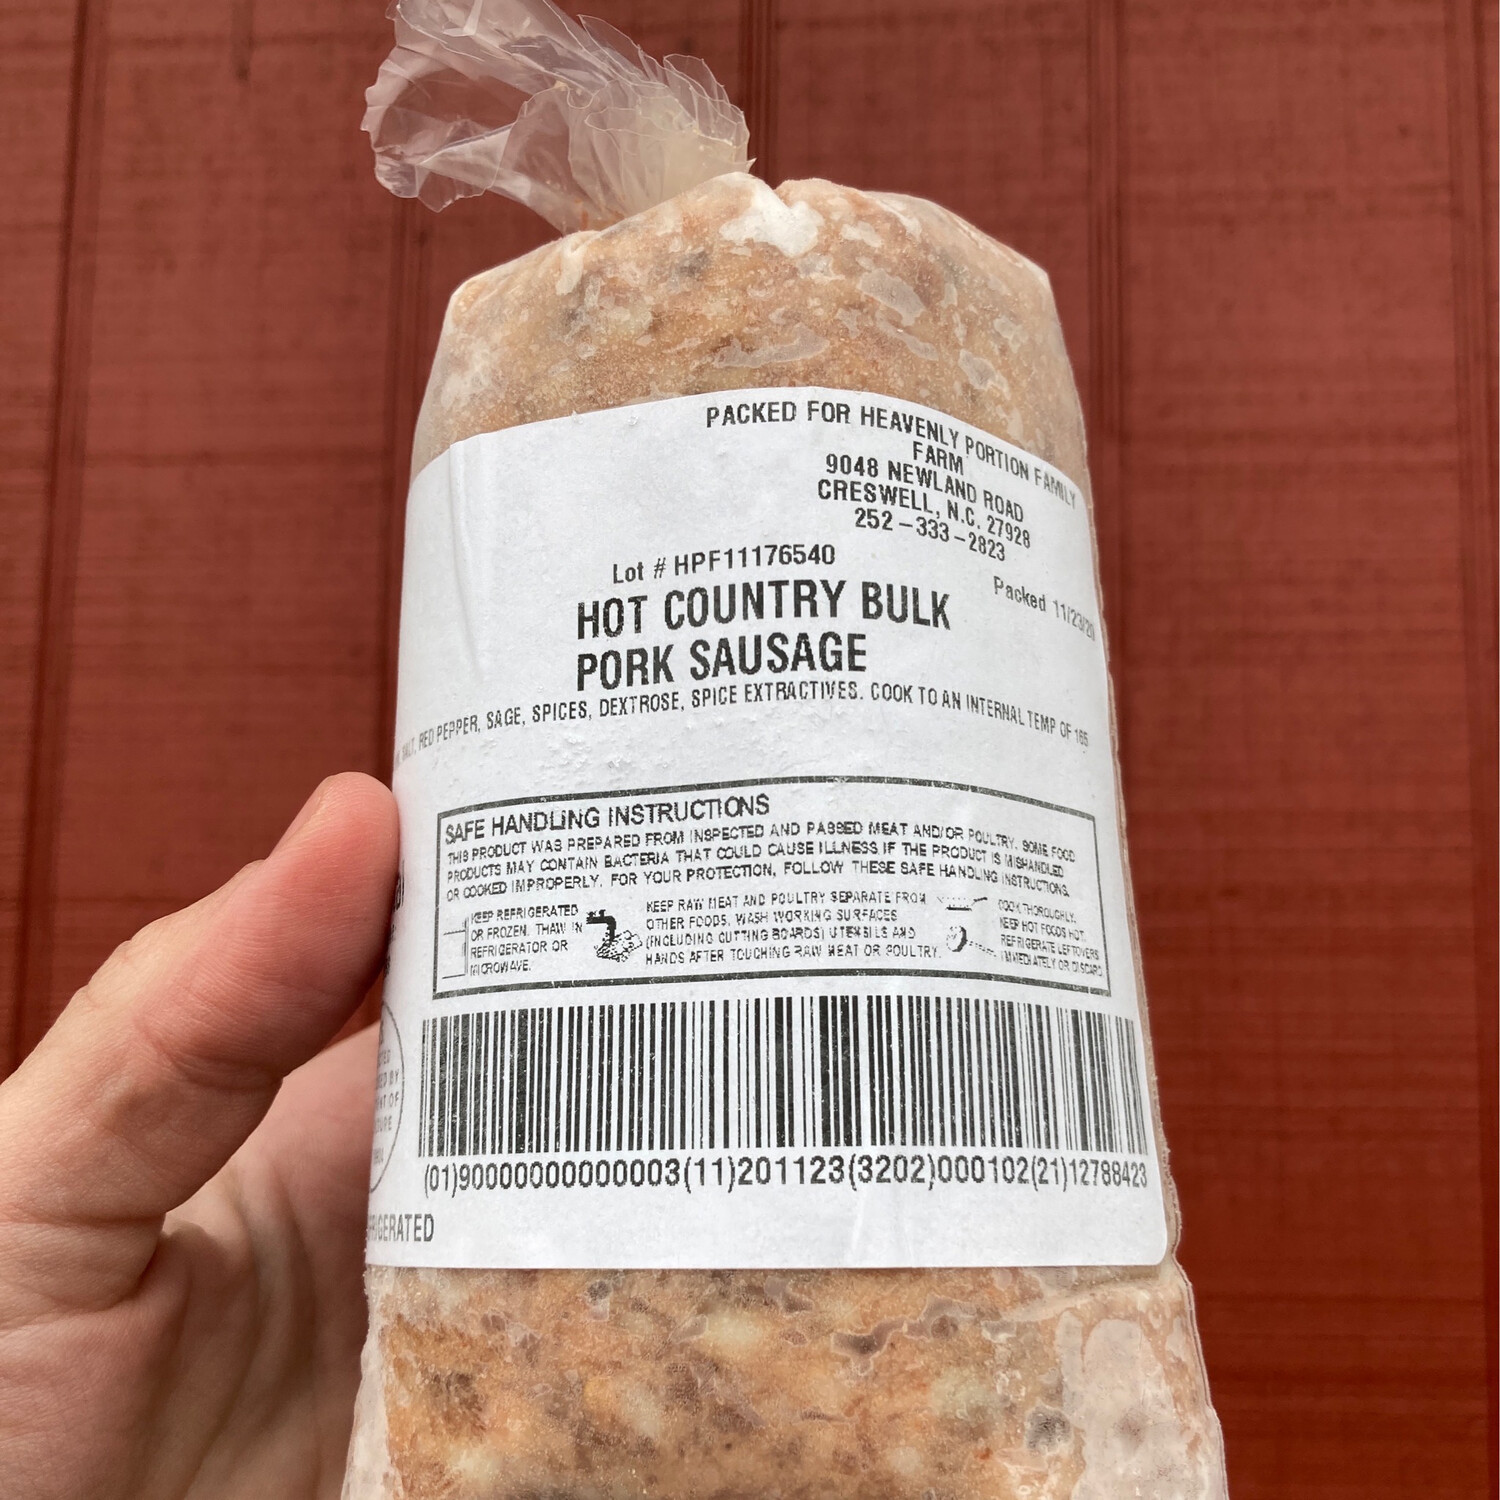 PACKED FOR HEAVENLY PORTION FAMILY
FARM
9048 NEWLAND ROAD
CRESWELL, N.C. 27928
252-333-2823
Lot # HPF11176540
Packed 11/23/20
HOT COUNTRY BULK
PORK SAUSAGE
SALT, RED PEPPER, SAGE, SPICES, DEXTROSE, SPICE EXTRACTIVES. COOK TO AN INTERNAL TEMP OF 165
SAFE HANDLING INSTRUCTIONS
THIS PRODUCT WAS PREPARED FROM INSPECTED AND PASSED MEAT AND/OR POULTRY. SOME FOOD
PRODUCTS MAY CONTAIN BACTERIA THAT COULD CAUSE ILLNESS IF THE PRODUCT IS MISHANDLED
OR COOKED IMPROPERLY. FOR YOUR PROTECTION, FOLLOW THESE SAFE HANDLING INSTRUCTIONS.
KEEP REFRIGERATED
OR FROZEN. THAW IN
REFRIGERATOR OR
MICROWAVE.
KEEP RAW MEAT AND POULTRY SEPARATE FROM
OTHER FOODS. WASH WORKING SURFACES
(INCLUDING CUTTING BOARDS) UTENSILS AND
HANDS AFTER TOUCHING RAW MEAT OR POULTRY.
COOK THOROUGHLY.
KEEP HOT FOODS HOT.
REFRIGERATE LEFTOVERS
IMMEDIATELY OR DISCARD.
(01)90000000000003(11)201123(3202)000102(21)12788423